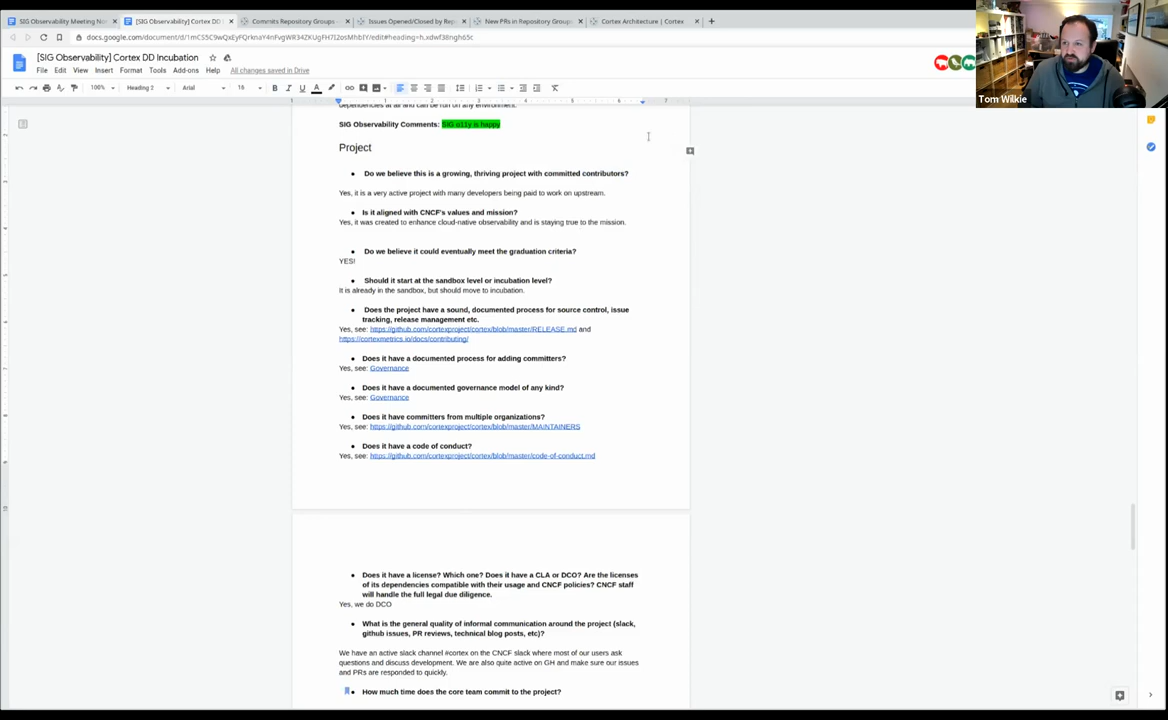 SIG Observability Meeting No
[SIG Observability] Cortex DD I
Commits Repository Groups
Issues Opened/Closed by Rep
New PRs in Repository Groups
Cortex Architecture | Cortex
[SIG Observability] Cortex DD Incubation
File Edit View Insert Format Tools Add-ons Help All changes saved in Drive
100% Heading 2 Arial 16
SIG Observability Comments: SIG o11y is happy
Project
Do we believe this is a growing, thriving project with committed contributors?
Yes, it is a very active project with many developers being paid to work on upstream.
Is it aligned with CNCF's values and mission?
Yes, it was created to enhance cloud-native observability and is staying true to the mission.
Do we believe it could eventually meet the graduation criteria?
YES!
Should it start at the sandbox level or incubation level?
It is already in the sandbox, but should move to incubation.
Does the project have a sound, documented process for source control, issue
tracking, release management etc.
Yes, see: https://github.com/cortexproject/cortex/blob/master/RELEASE.md and
https://cortexmetrics.io/docs/contributing/
Does it have a documented process for adding committers?
Yes, see: Governance
Does it have a documented governance model of any kind?
Yes, see: Governance
Does it have committers from multiple organizations?
Yes, see: https://github.com/cortexproject/cortex/blob/master/MAINTAINERS
Does it have a code of conduct?
Yes, see: https://github.com/cortexproject/cortex/blob/master/code-of-conduct.md
Does it have a license? Which one? Does it have a CLA or DCO? Are the licenses
of its dependencies compatible with their usage and CNCF policies? CNCF staff
will handle the full legal due diligence.
Yes, we do DCO
What is the general quality of informal communication around the project (slack,
github issues, PR reviews, technical blog posts, etc)?
We have an active slack channel #cortex on the CNCF slack where most of our users ask
questions and discuss development. We are also quite active on GH and make sure our issues
and PRs are responded to quickly.
How much time does the core team commit to the project?
Tom Wilkie